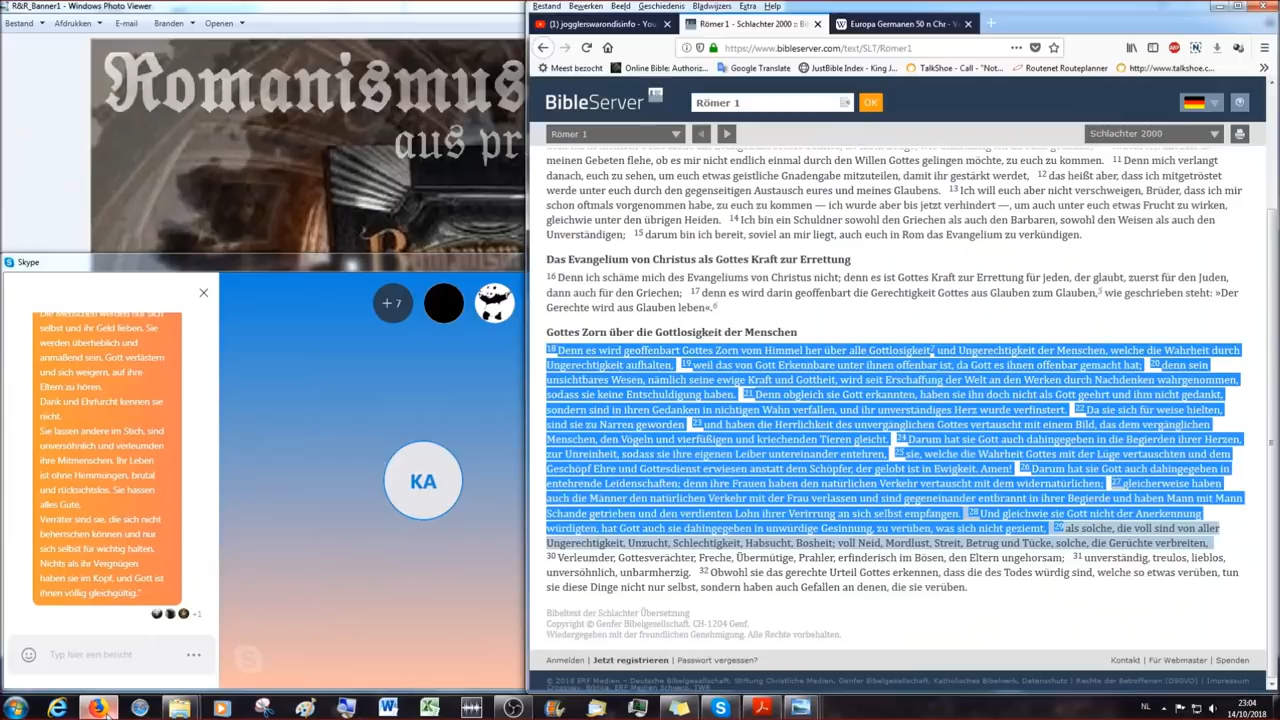 R&R_Banner1 - Windows Photo Viewer
Bestand
Afdrukken
E-mail
Branden
Openen
Romanismus
aus pr
Skype
Die Menschen werden nur sich
selbst und ihr Geld lieben. Sie
werden überheblich und
anmaßend sein, Gott verlästern
und sich weigern, auf ihre
Eltern zu hören.
Dank und Ehrfurcht kennen sie
nicht.
Sie lassen andere im Stich, sind
unversöhnlich und verleumden
ihre Mitmenschen. Ihr Leben
ist ohne Hemmungen, brutal
und rücksichtslos. Sie hassen
alles Gute,
Verräter sind sie, die sich nicht
beherrschen können und nur
sich selbst für wichtig halten.
Nichts als ihr Vergnügen
haben sie im Kopf, und Gott ist
ihnen völlig gleichgültig."
+1
Typ hier een bericht
+ 7
KA
Bestand Bewerken Beeld Geschiedenis Bladwijzers Extra Help
(1) jogglerswarondisinfo - You
Römer 1 - Schlachter 2000 :: Bi
Europa Germanen 50 n Chr - V
https://www.bibleserver.com/text/SLT/Römer1
Meest bezocht
Online Bible: Authoriz...
Google Translate
JustBible Index - King J...
TalkShoe - Call - "Not...
Routenet Routeplanner
http://www.talkshoe.c...
BibleServer
Römer 1
OK
Römer 1
Schlachter 2000
meinen Gebeten flehe, ob es mir nicht endlich einmal durch den Willen Gottes gelingen möchte, zu euch zu kommen. 11 Denn mich verlangt
danach, euch zu sehen, um euch etwas geistliche Gnadengabe mitzuteilen, damit ihr gestärkt werdet, 12 das heißt aber, dass ich mitgetröstet
werde unter euch durch den gegenseitigen Austausch eures und meines Glaubens. 13 Ich will euch aber nicht verschweigen, Brüder, dass ich mir
schon oftmals vorgenommen habe, zu euch zu kommen — ich wurde aber bis jetzt verhindert —, um auch unter euch etwas Frucht zu wirken,
gleichwie unter den übrigen Heiden. 14 Ich bin ein Schuldner sowohl den Griechen als auch den Barbaren, sowohl den Weisen als auch den
Unverständigen; 15 darum bin ich bereit, soviel an mir liegt, auch euch in Rom das Evangelium zu verkündigen.
Das Evangelium von Christus als Gottes Kraft zur Errettung
16 Denn ich schäme mich des Evangeliums von Christus nicht; denn es ist Gottes Kraft zur Errettung für jeden, der glaubt, zuerst für den Juden,
dann auch für den Griechen; 17 denn es wird darin geoffenbart die Gerechtigkeit Gottes aus Glauben zum Glauben,5 wie geschrieben steht: »Der
Gerechte wird aus Glauben leben«.6
Gottes Zorn über die Gottlosigkeit der Menschen
18 Denn es wird geoffenbart Gottes Zorn vom Himmel her über alle Gottlosigkeit7 und Ungerechtigkeit der Menschen, welche die Wahrheit durch
Ungerechtigkeit aufhalten, 19 weil das von Gott Erkennbare unter ihnen offenbar ist, da Gott es ihnen offenbar gemacht hat; 20 denn sein
unsichtbares Wesen, nämlich seine ewige Kraft und Gottheit, wird seit Erschaffung der Welt an den Werken durch Nachdenken wahrgenommen,
sodass sie keine Entschuldigung haben. 21 Denn obgleich sie Gott erkannten, haben sie ihn doch nicht als Gott geehrt und ihm nicht gedankt,
sondern sind in ihren Gedanken in nichtigen Wahn verfallen, und ihr unverständiges Herz wurde verfinstert. 22 Da sie sich für weise hielten,
sind sie zu Narren geworden 23 und haben die Herrlichkeit des unvergänglichen Gottes vertauscht mit einem Bild, das dem vergänglichen
Menschen, den Vögeln und vierfüßigen und kriechenden Tieren gleicht. 24 Darum hat sie Gott auch dahingegeben in die Begierden ihrer Herzen,
zur Unreinheit, sodass sie ihre eigenen Leiber untereinander entehren, 25 sie, welche die Wahrheit Gottes mit der Lüge vertauschten und dem
Geschöpf Ehre und Gottesdienst erwiesen anstatt dem Schöpfer, der gelobt ist in Ewigkeit. Amen! 26 Darum hat sie Gott auch dahingegeben in
entehrende Leidenschaften; denn ihre Frauen haben den natürlichen Verkehr vertauscht mit dem widernatürlichen; 27 gleicherweise haben
auch die Männer den natürlichen Verkehr mit der Frau verlassen und sind gegeneinander entbrannt in ihrer Begierde und haben Mann mit Mann
Schande getrieben und den verdienten Lohn ihrer Verirrung an sich selbst empfangen. 28 Und gleichwie sie Gott nicht der Anerkennung
würdigten, hat Gott auch sie dahingegeben in unwürdige Gesinnung, zu verüben, was sich nicht geziemt, 29 als solche, die voll sind von aller
Ungerechtigkeit, Unzucht, Schlechtigkeit, Habsucht, Bosheit; voll Neid, Mordlust, Streit, Betrug und Tücke, solche, die Gerüchte verbreiten,
30 Verleumder, Gottesverächter, Freche, Übermütige, Prahler, erfinderisch im Bösen, den Eltern ungehorsam; 31 unverständig, treulos, lieblos,
unversöhnlich, unbarmherzig. 32 Obwohl sie das gerechte Urteil Gottes erkennen, dass die des Todes würdig sind, welche so etwas verüben, tun
sie diese Dinge nicht nur selbst, sondern haben auch Gefallen an denen, die sie verüben.
Bibeltext der Schlachter Übersetzung
Copyright © Genfer Bibelgesellschaft, CH-1204 Genf.
Wiedergegeben mit der freundlichen Genehmigung. Alle Rechte vorbehalten.
Anmelden | Jetzt registrieren | Passwort vergessen?
Kontakt | Für Webmaster | Spenden
© 2018 ERF Medien – Deutsche Bibelgesellschaft, Stiftung Christliche Medien, Genfer Bibelgesellschaft, Katholisches Bibelwerk,
Datenschutz | Rechte der Betroffenen (DSGVO) | Impressum
Crossway, Biblica, ERF Medien Schweiz, TWR
NL
23:04
14/10/2018